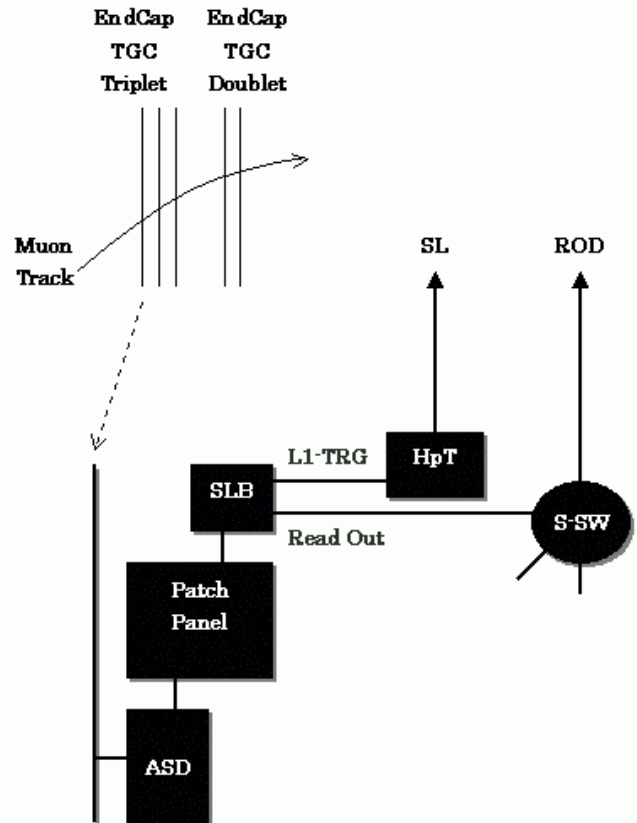 EndCap
TGC
Triplet
EndCap
TGC
Doublet
Muon
Track
SL
ROD
L1-TRG
HpT
SLB
S-SW
Read Out
Patch
Panel
ASD